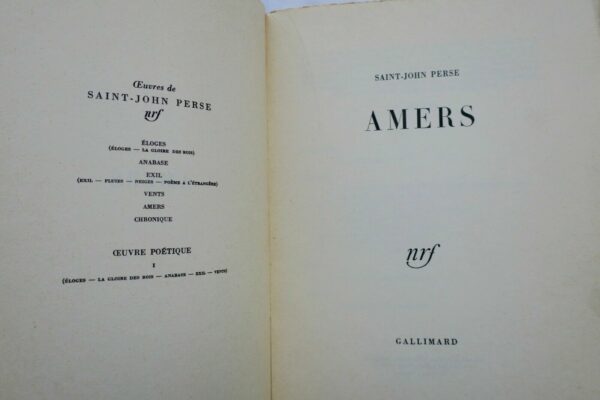 Œuvres de
SAINT-JOHN PERSE
nrf
ÉLOGES
(ÉLOGES — LA GLOIRE DES ROIS)
ANABASE
EXIL
(EXIL — PLUIES — NEIGES — POÈME A L'ÉTRANGÈRE)
VENTS
AMERS
CHRONIQUE
ŒUVRE POÉTIQUE
I
(ÉLOGES — LA GLOIRE DES ROIS — ANABASE — EXIL — VENTS)
SAINT-JOHN PERSE
AMERS
nrf
GALLIMARD